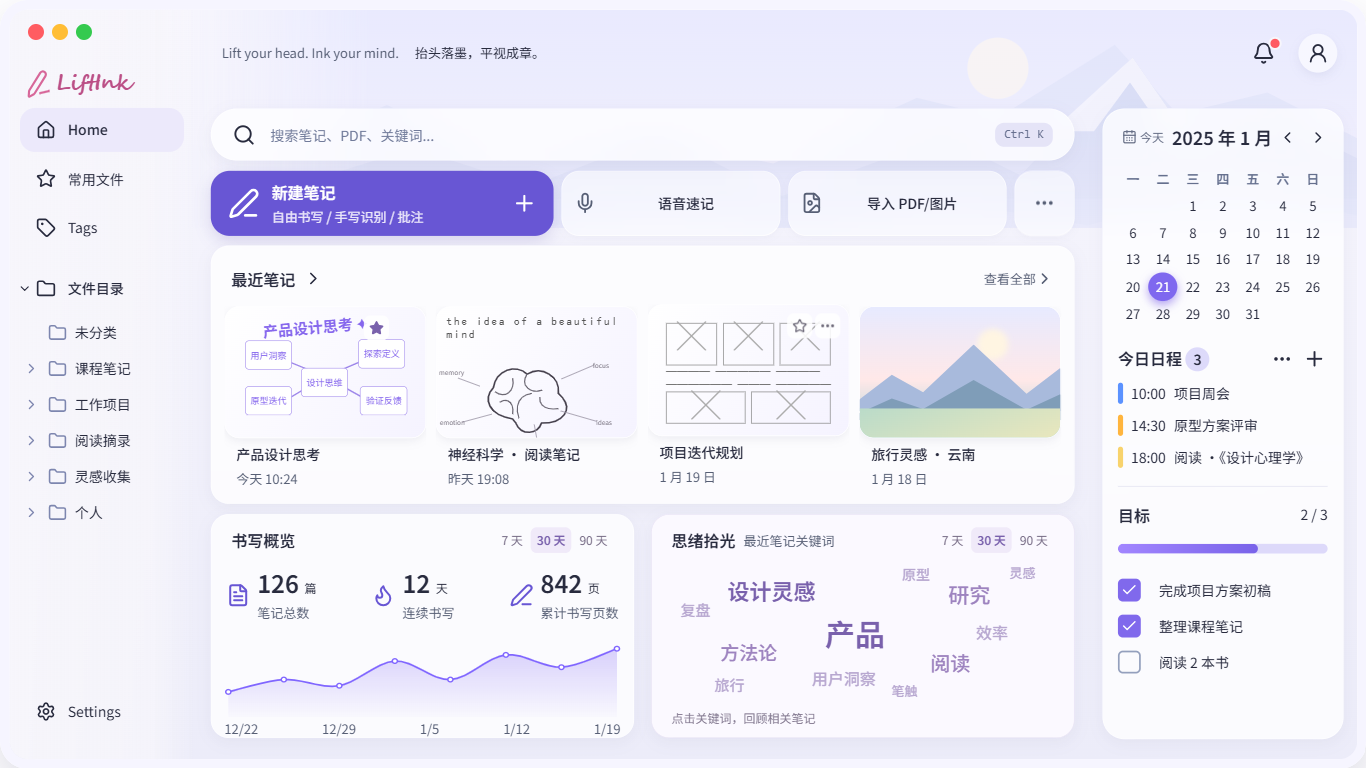 Lift your head. Ink your mind. 抬头落墨，平视成章。
LiftInk
Home
常用文件
Tags
文件目录
未分类
课程笔记
工作项目
阅读摘录
灵感收集
个人
Settings
搜索笔记、PDF、关键词...
Ctrl K
新建笔记
自由书写 / 手写识别 / 批注
语音速记
导入 PDF/图片
最近笔记
查看全部
产品设计思考
用户洞察
探索定义
设计思维
原型迭代
验证反馈
产品设计思考
今天 10:24
the idea of a beautiful
mind
memory
focus
emotion
ideas
神经科学 · 阅读笔记
昨天 19:08
项目迭代规划
1 月 19 日
旅行灵感 · 云南
1 月 18 日
书写概览
7 天 30 天 90 天
126 篇
笔记总数
12 天
连续书写
842 页
累计书写页数
12/22 12/29 1/5 1/12 1/19
思绪拾光 最近笔记关键词
7 天 30 天 90 天
原型
灵感
设计灵感
研究
复盘
产品
效率
方法论
阅读
旅行
用户洞察
笔触
点击关键词，回顾相关笔记
今天 2025 年 1 月
一 二 三 四 五 六 日
1 2 3 4 5
6 7 8 9 10 11 12
13 14 15 16 17 18 19
20 21 22 23 24 25 26
27 28 29 30 31
今日日程 3
10:00 项目周会
14:30 原型方案评审
18:00 阅读 ·《设计心理学》
目标 2 / 3
完成项目方案初稿
整理课程笔记
阅读 2 本书